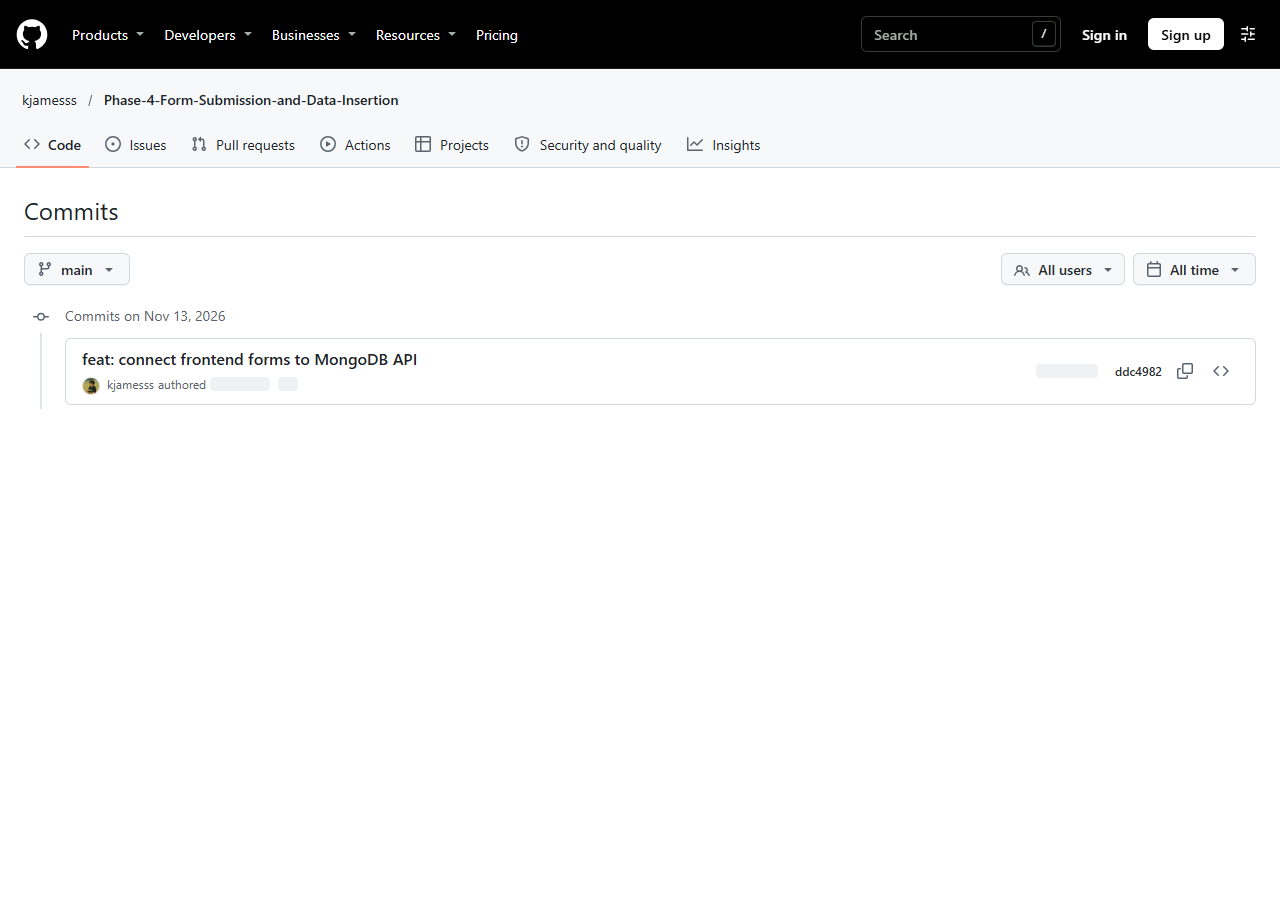 Products Developers Businesses Resources Pricing Search / Sign in Sign up
kjamesss / Phase-4-Form-Submission-and-Data-Insertion
Code Issues Pull requests Actions Projects Security and quality Insights
Commits
main All users All time
Commits on Nov 13, 2026
feat: connect frontend forms to MongoDB API
kjamesss authored
ddc4982